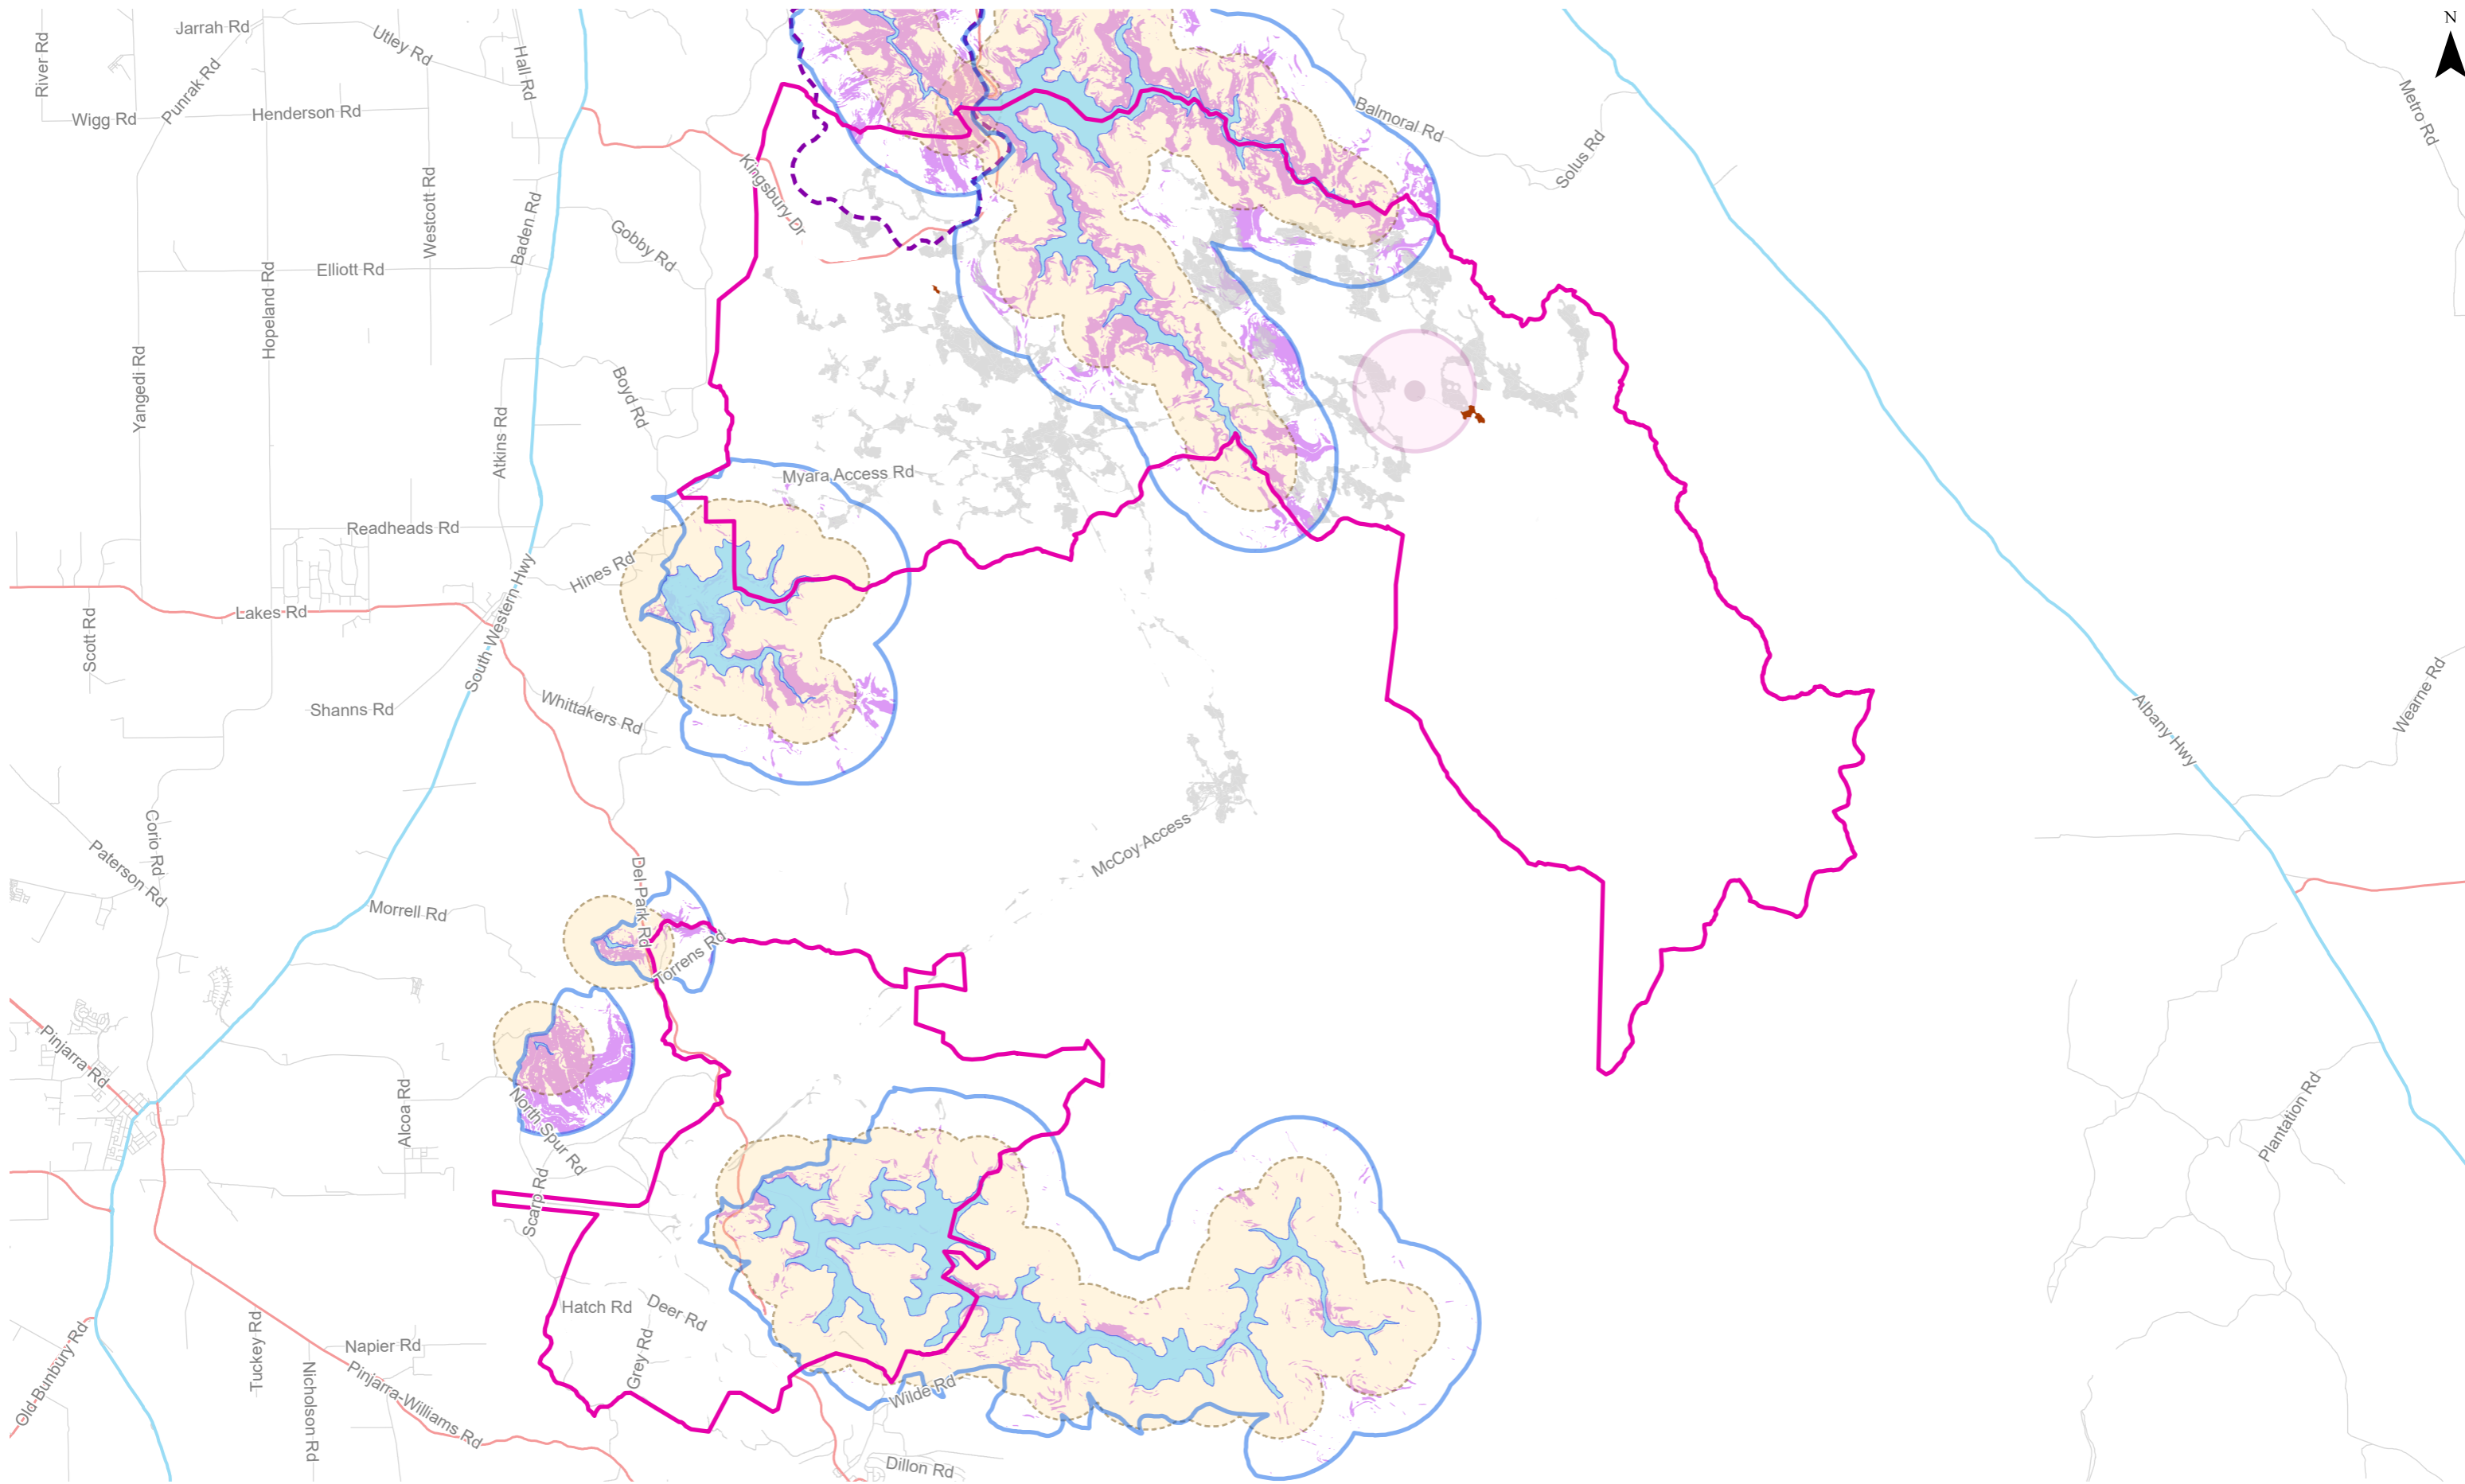 N
Jarrah Rd
Utley Rd
Hall Rd
River Rd
Punrak Rd
Wigg Rd
Henderson Rd
Balmoral Rd
Metro Rd
Solus Rd
Kingsbury Dr
Westcott Rd
Baden Rd
Gobby Rd
Elliott Rd
Hopeland Rd
Yangedi Rd
Boyd Rd
Atkins Rd
Myara Access Rd
Readheads Rd
Hines Rd
Lakes Rd
Scott Rd
South Western Hwy
Shanns Rd
Whittakers Rd
Wearne Rd
Albany Hwy
Corio Rd
Paterson Rd
McCoy Access
Del Park Rd
Morrell Rd
Torrens Rd
Pinjarra Rd
Alcoa Rd
North Spur Rd
Plantation Rd
Scarp Rd
Hatch Rd
Deer Rd
Grey Rd
Tuckey Rd
Napier Rd
Old Bunbury Rd
Nicholson Rd
Pinjarra-Williams Rd
Wilde Rd
Dillon Rd